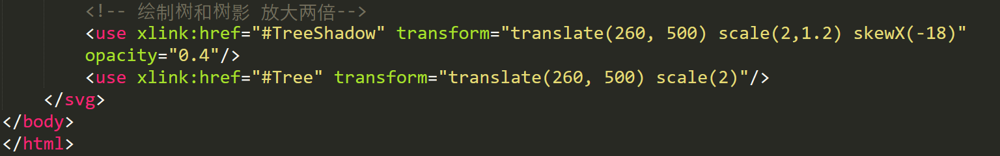 <!-- 绘制树和树影 放大两倍-->
<use xlink:href="#TreeShadow" transform="translate(260, 500) scale(2,1.2) skewX(-18)"
opacity="0.4"/>
<use xlink:href="#Tree" transform="translate(260, 500) scale(2)"/>
</svg>
</body>
</html>